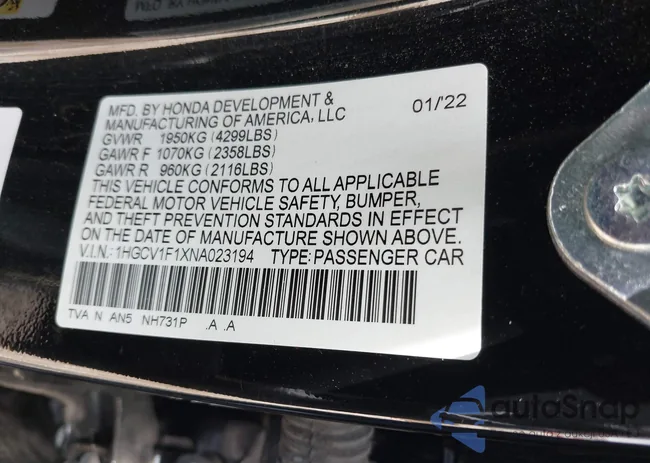 MFD. BY HONDA DEVELOPMENT &
MANUFACTURING OF AMERICA, LLC
01/'22
GVWR 1950KG (4299LBS)
GAWR F 1070KG (2358LBS)
GAWR R 960KG (2116LBS)
THIS VEHICLE CONFORMS TO ALL APPLICABLE
FEDERAL MOTOR VEHICLE SAFETY, BUMPER,
AND THEFT PREVENTION STANDARDS IN EFFECT
ON THE DATE OF MANUFACTURE SHOWN ABOVE.
V.I.N.: 1HGCV1F1XNA023194 TYPE: PASSENGER CAR
TVA N AN5 NH731P .A .A
autoSnap